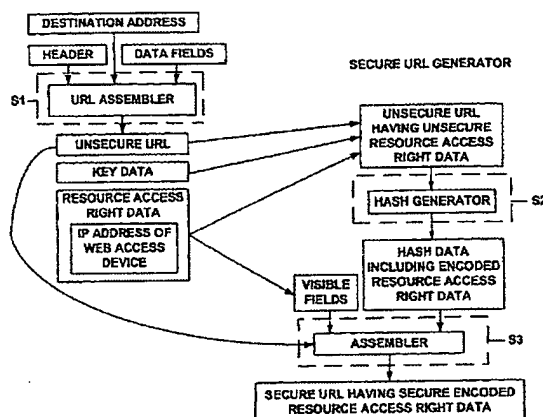 DESTINATION ADDRESS
HEADER
DATA FIELDS
SECURE URL GENERATOR
S1
URL ASSEMBLER
UNSECURE URL
KEY DATA
RESOURCE ACCESS
RIGHT DATA
IP ADDRESS OF
WEB ACCESS
DEVICE
UNSECURE URL
HAVING UNSECURE
RESOURCE ACCESS
RIGHT DATA
HASH GENERATOR
S2
HASH DATA
INCLUDING ENCODED
RESOURCE ACCESS
RIGHT DATA
VISIBLE
FIELDS
ASSEMBLER
S3
SECURE URL HAVING SECURE ENCODED
RESOURCE ACCESS RIGHT DATA